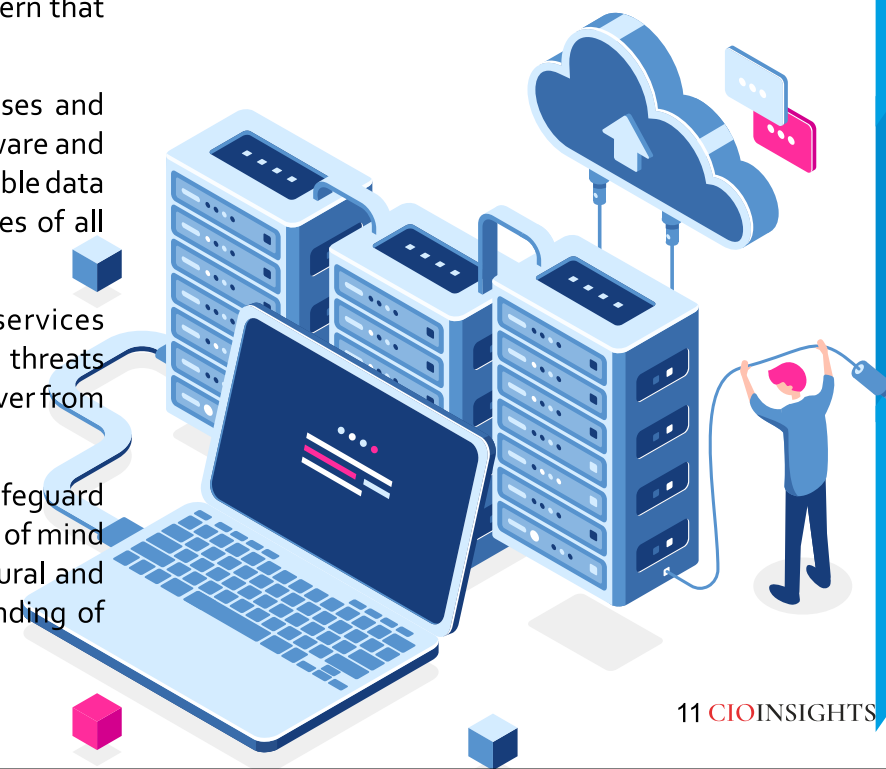 ern that
ses and
ware and
ble data
es of all
services
threats
ver from
feguard
of mind
ural and
nding of
11 CIOINSIGHTS